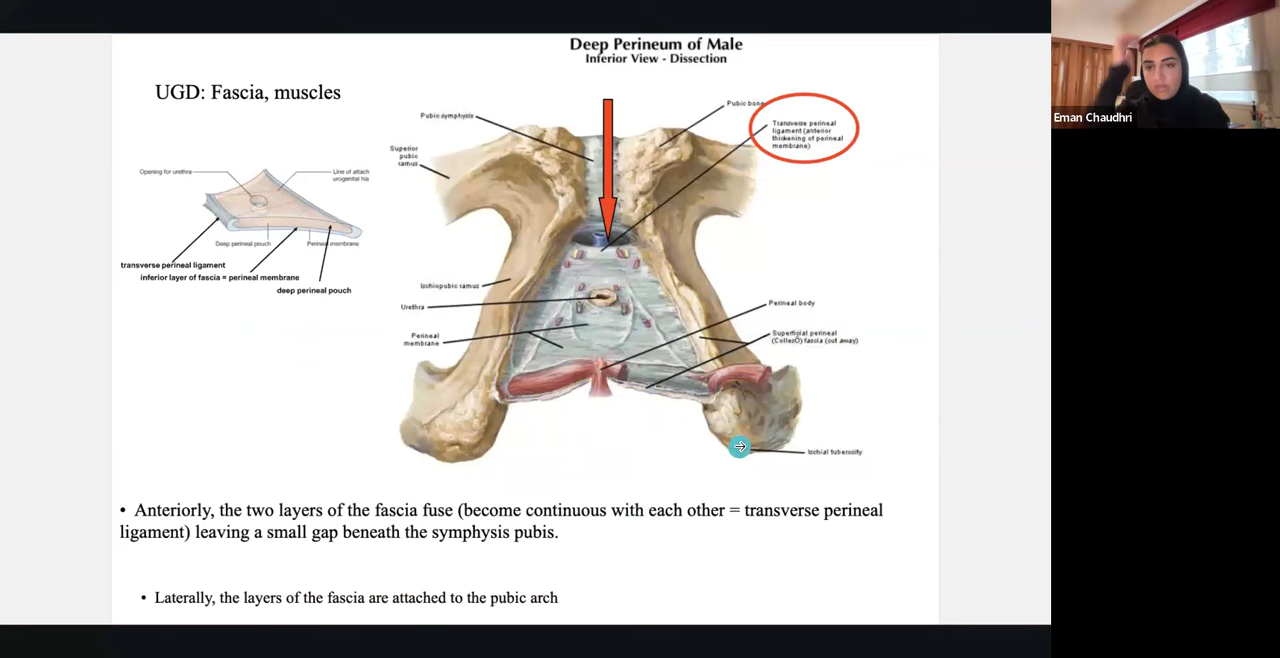 Deep Perineum of Male
Inferior View - Dissection
UGD: Fascia, muscles
Opening for urethra
Line of attach
urogenital hia
Deep perineal pouch
Perineal membrane
transverse perineal ligament
inferior layer of fascia = perineal membrane
deep perineal pouch
Pubic symphysis
Superior
pubic
ramus
Ischiopubic ramus
Urethra
Perineal
membrane
Pubic bone
Transverse perineal
ligament (anterior
thickening of perineal
membrane)
Perineal body
Superficial perineal
fascia (cut away)
Ischial tuberosity
• Anteriorly, the two layers of the fascia fuse (become continuous with each other = transverse perineal
ligament) leaving a small gap beneath the symphysis pubis.
• Laterally, the layers of the fascia are attached to the pubic arch
Eman Chaudhri